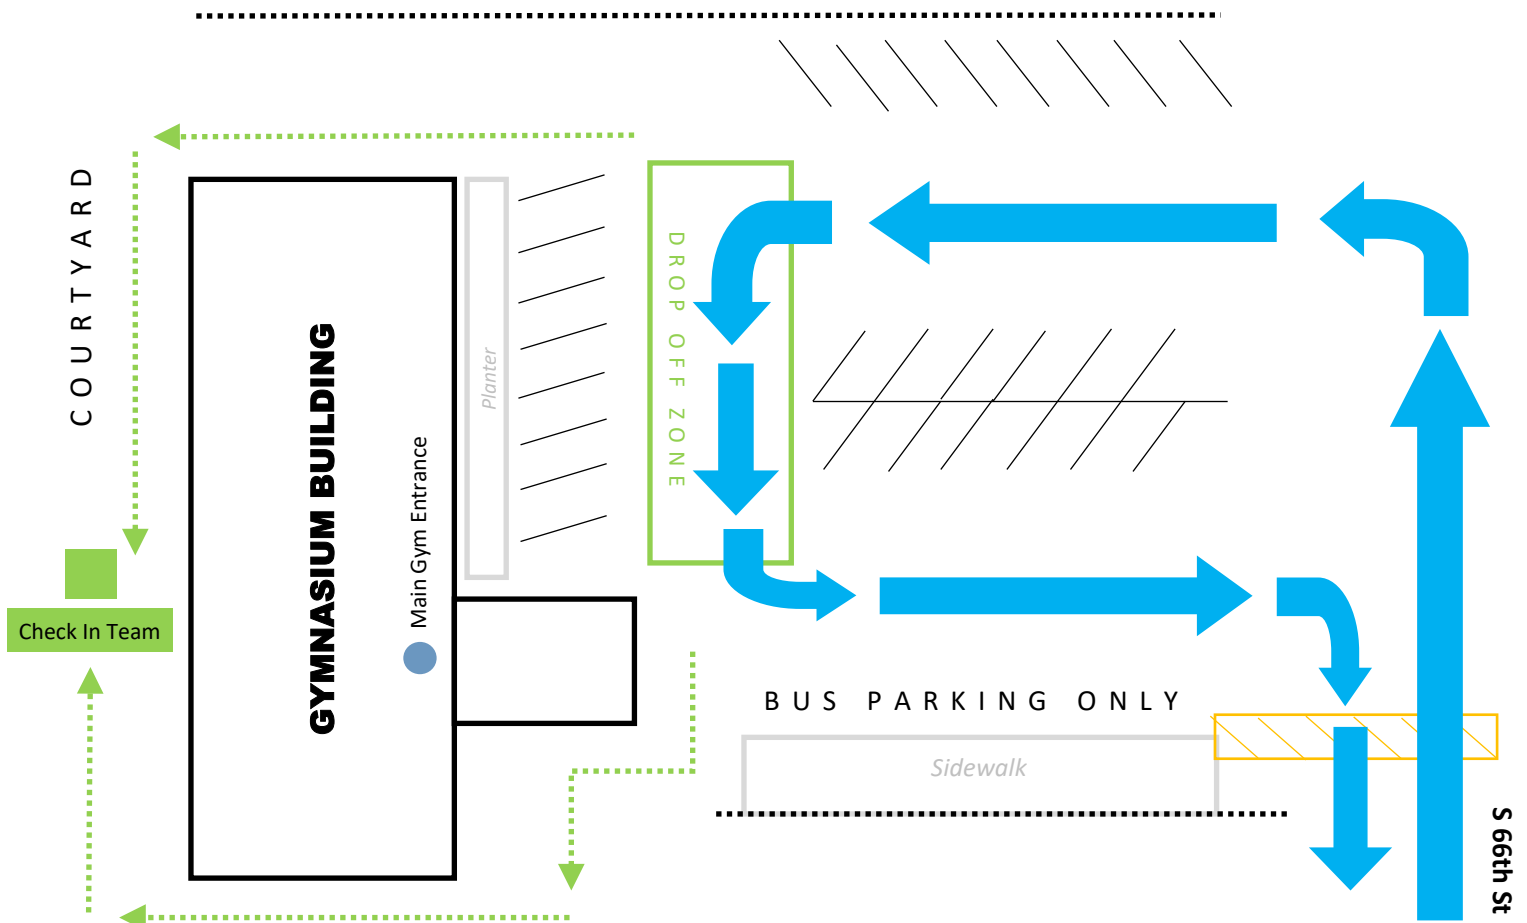 COURTYARD
GYMNASIUM BUILDING
Main Gym Entrance
Planter
DROP OFF ZONE
Check In Team
BUS PARKING ONLY
Sidewalk
S 66th St